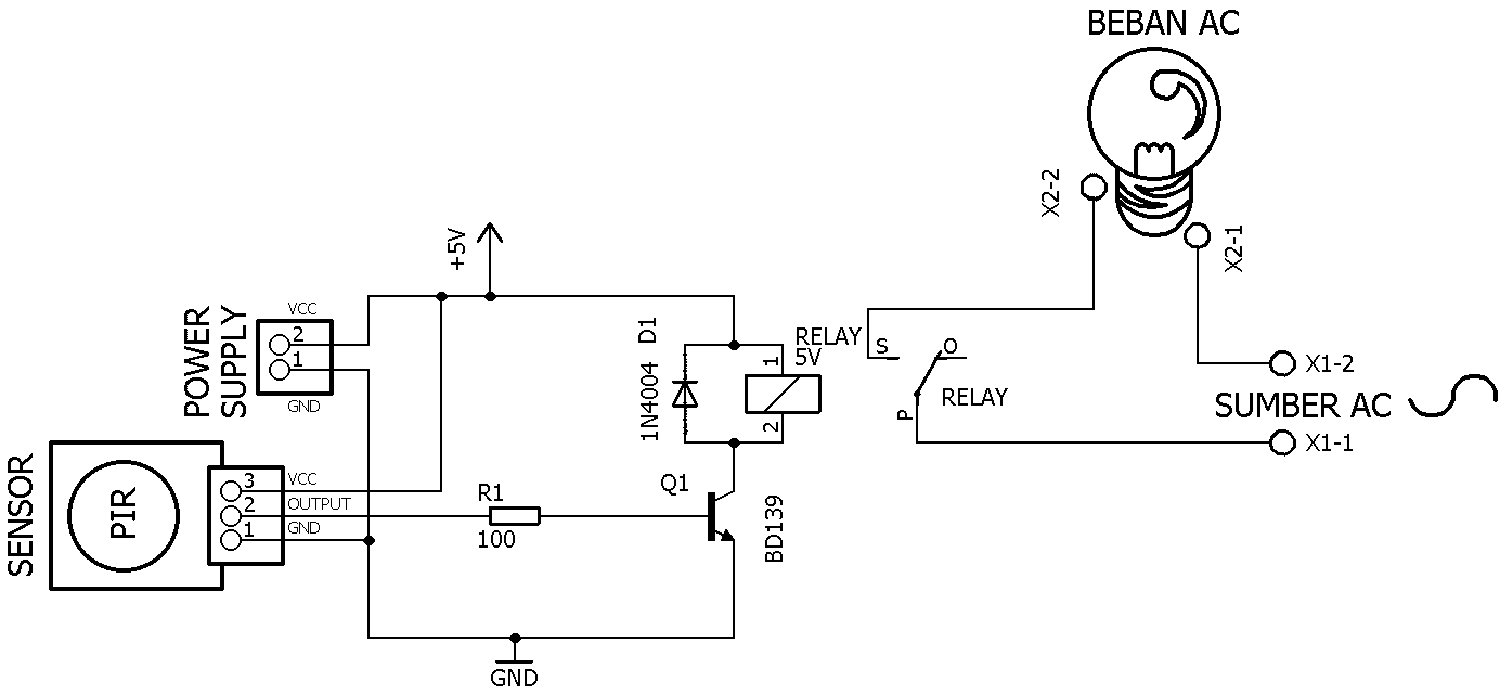 BEBAN AC
X2-2
X2-1
+5V
POWER
SUPPLY
VCC
2
1
GND
1N4004 D1
1
2
RELAY
5V
S
O
P
RELAY
X1-2
SUMBER AC
X1-1
SENSOR
PIR
3
2
1
VCC
OUTPUT
GND
R1
100
Q1
BD139
GND